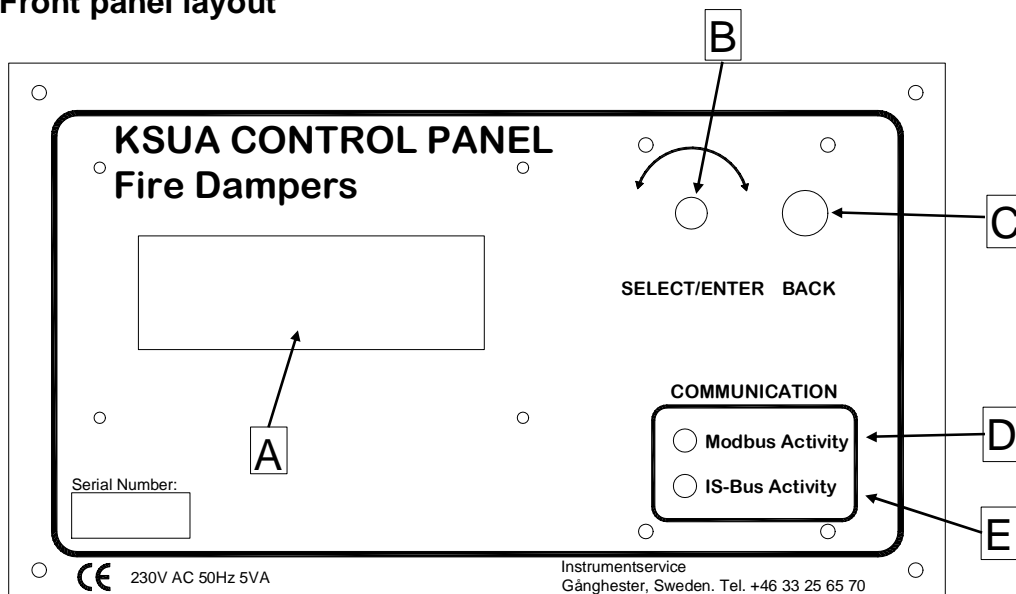 Front panel layout
B
KSUA CONTROL PANEL
Fire Dampers
C
SELECT/ENTER BACK
COMMUNICATION
Modbus Activity
D
A
IS-Bus Activity
Serial Number:
E
CE 230V AC 50Hz 5VA
Instrumentservice
Gånghester, Sweden. Tel. +46 33 25 65 70